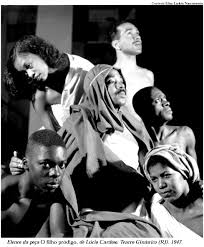 Elenco da peça O filho pródigo, de Lúcio Cardoso. Teatro Ginástico (RJ), 1947.